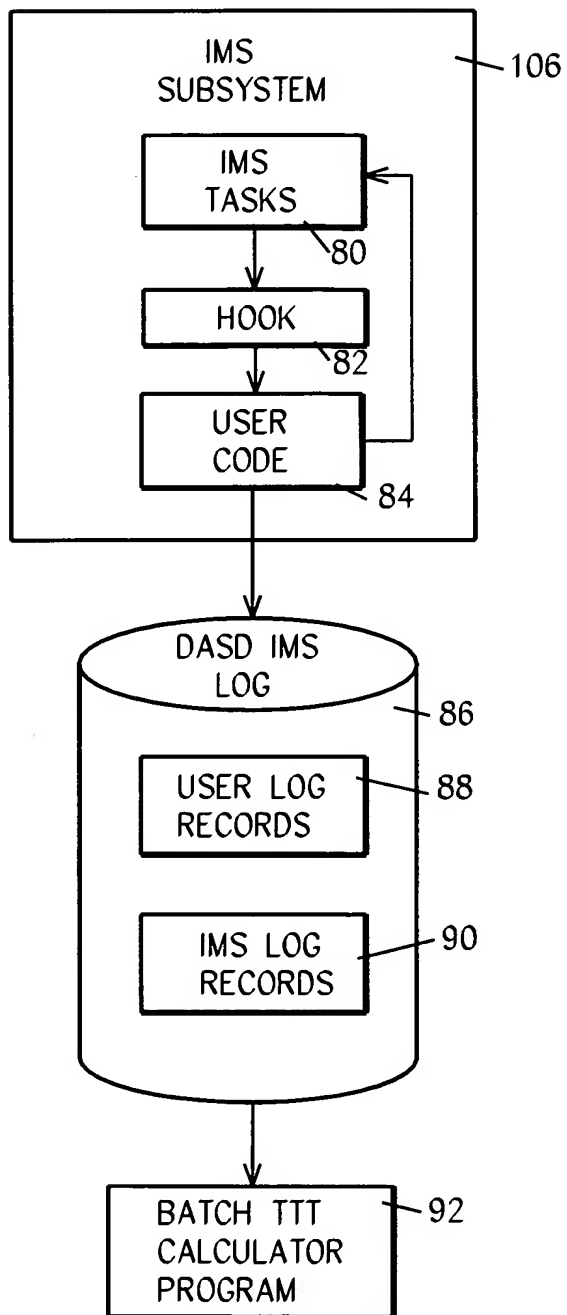 IMS
SUBSYSTEM
106
IMS
TASKS
80
HOOK
82
USER
CODE
84
DASD IMS
LOG
86
USER LOG
RECORDS
88
IMS LOG
RECORDS
90
BATCH TTT
CALCULATOR
PROGRAM
92